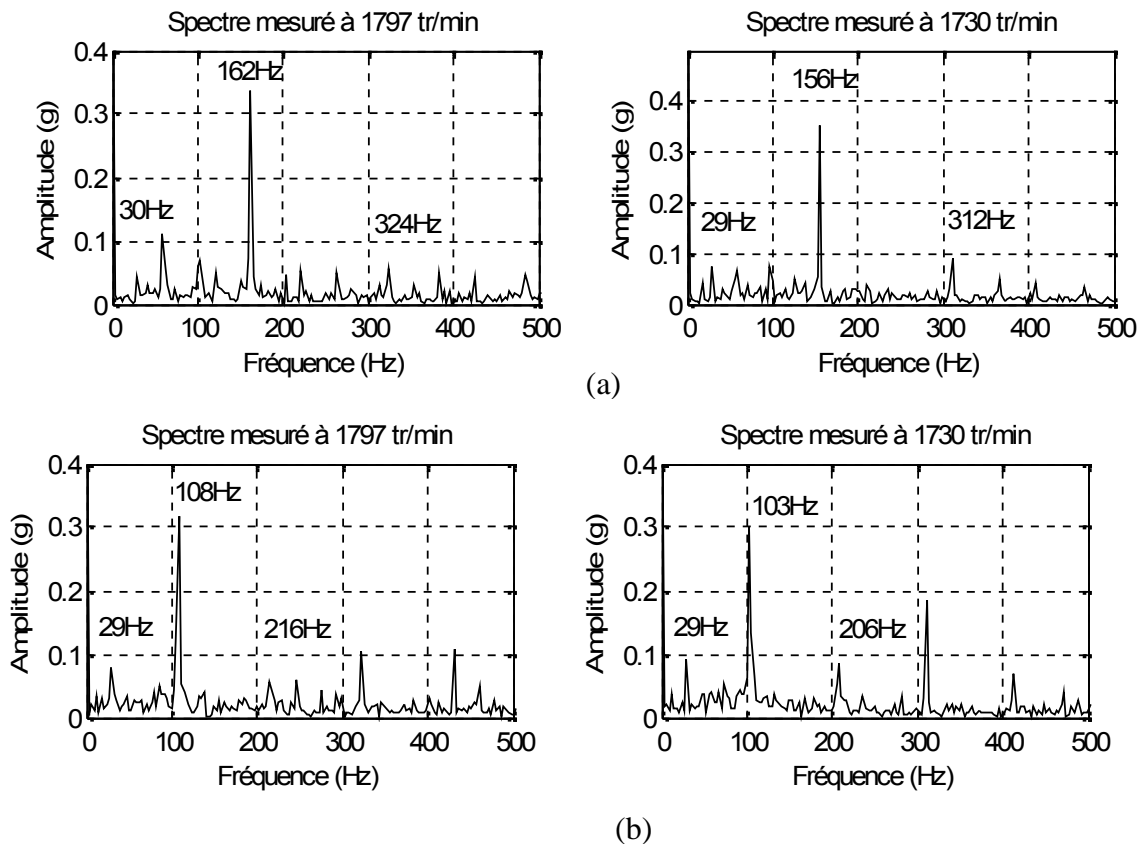 Spectre mesuré à 1797 tr/min
0.4
0.3
0.2
0.1
0
Amplitude (g)
162Hz
30Hz
324Hz
0 100 200 300 400 500
Fréquence (Hz)
Spectre mesuré à 1730 tr/min
0.4
0.3
0.2
0.1
0
Amplitude (g)
156Hz
29Hz
312Hz
0 100 200 300 400 500
Fréquence (Hz)
(a)
Spectre mesuré à 1797 tr/min
0.4
0.3
0.2
0.1
0
Amplitude (g)
108Hz
29Hz
216Hz
0 100 200 300 400 500
Fréquence (Hz)
Spectre mesuré à 1730 tr/min
0.4
0.3
0.2
0.1
0
Amplitude (g)
103Hz
29Hz
206Hz
0 100 200 300 400 500
Fréquence (Hz)
(b)